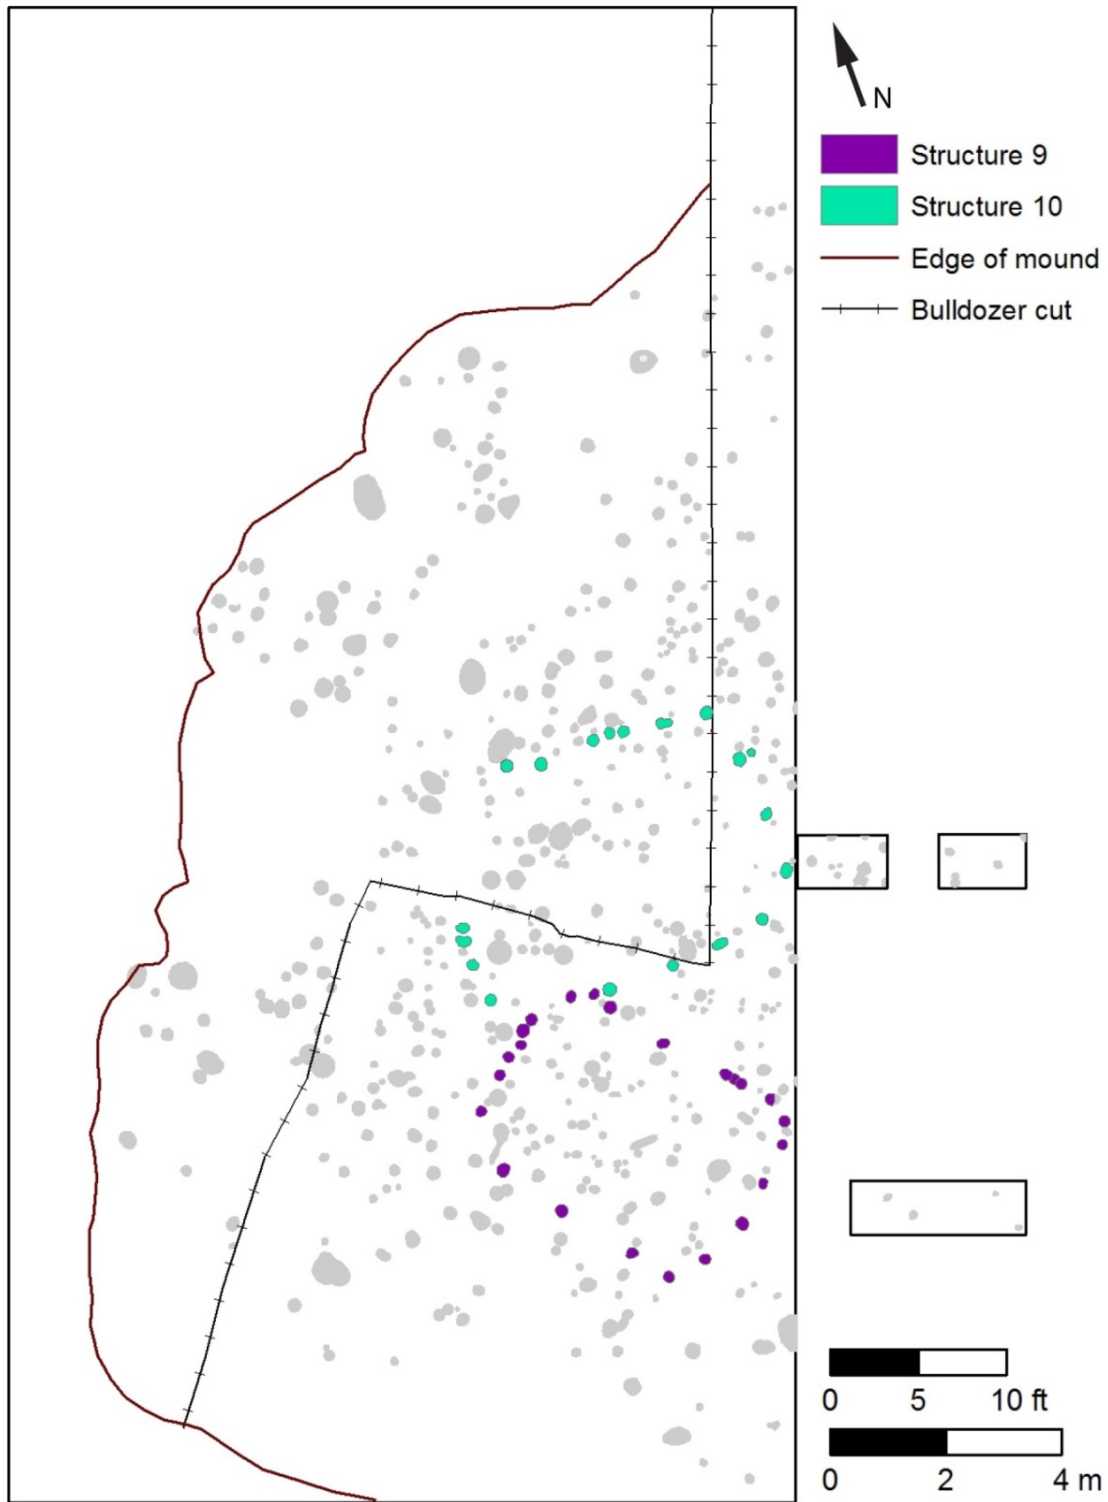 N
Structure 9
Structure 10
Edge of mound
Bulldozer cut
0 5 10 ft
0 2 4 m